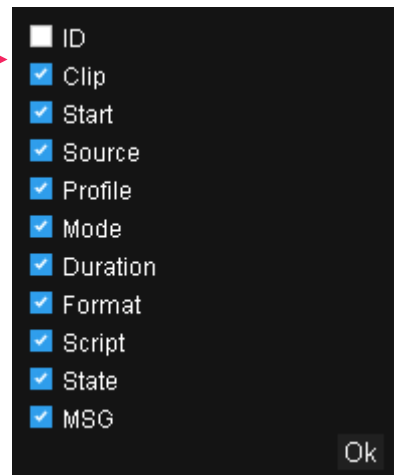 ID
Clip
Start
Source
Profile
Mode
Duration
Format
Script
State
MSG
Ok